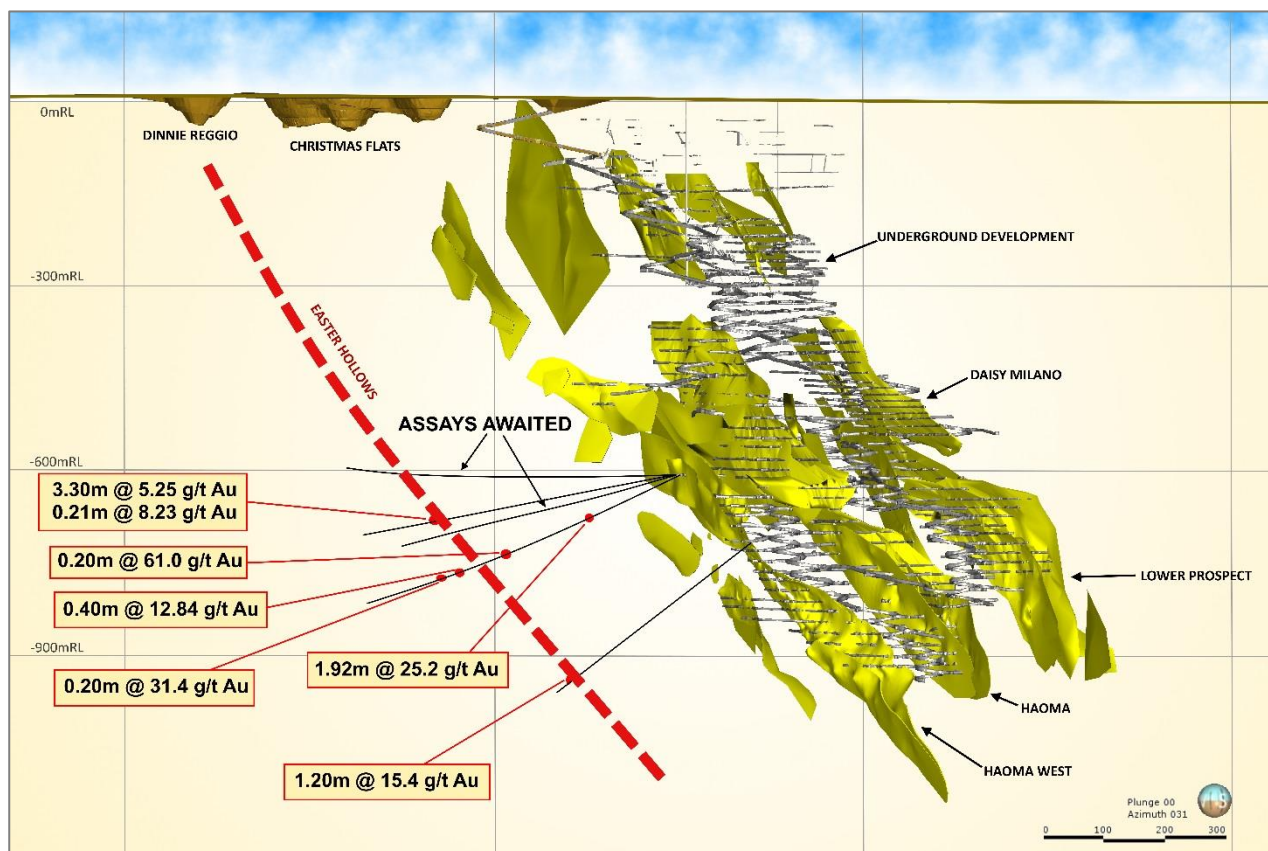 0mRL
DINNIE REGGIO
CHRISTMAS FLATS
UNDERGROUND DEVELOPMENT
-300mRL
EASTER HOLLOWS
DAISY MILANO
ASSAYS AWAITED
-600mRL
3.30m @ 5.25 g/t Au
0.21m @ 8.23 g/t Au
0.20m @ 61.0 g/t Au
LOWER PROSPECT
0.40m @ 12.84 g/t Au
-900mRL
1.92m @ 25.2 g/t Au
0.20m @ 31.4 g/t Au
HAOMA
1.20m @ 15.4 g/t Au
HAOMA WEST
Plunge 00
Azimuth 031
0 100 200 300